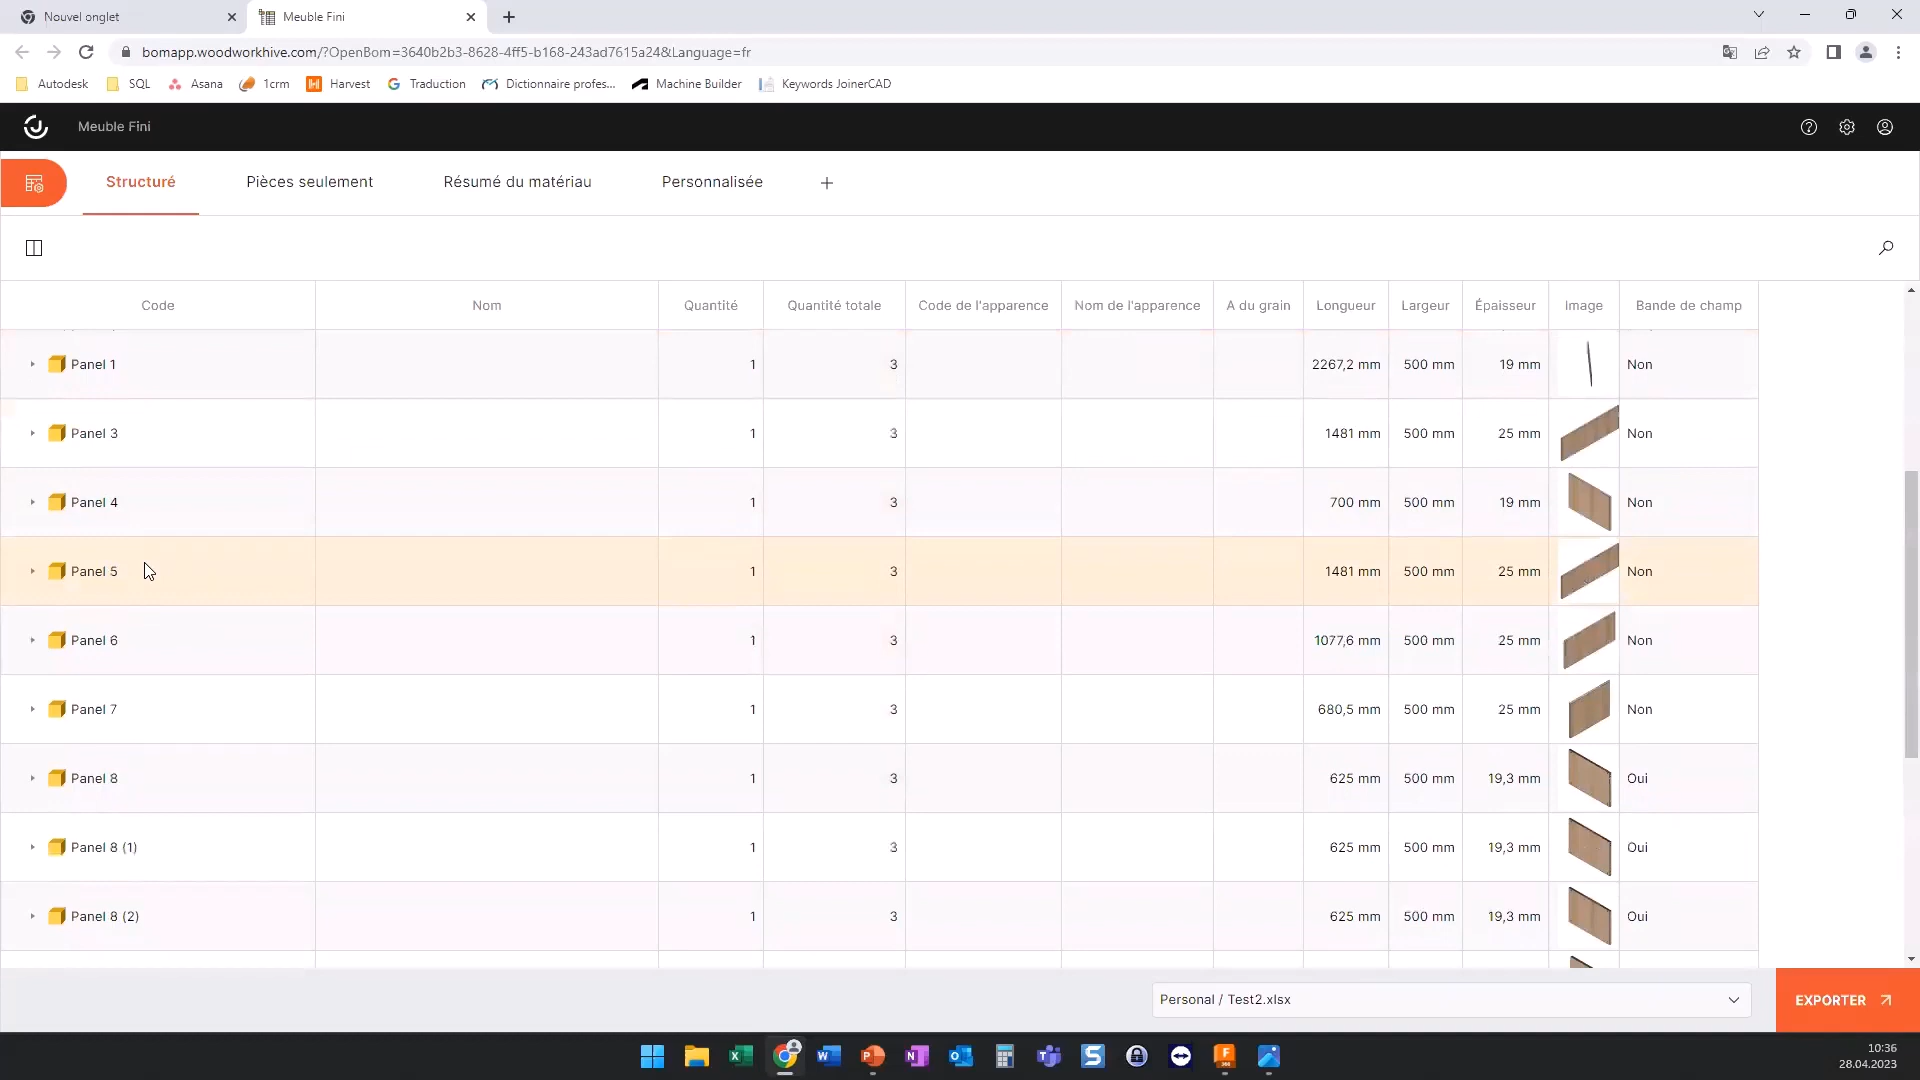 Nouvel onglet
Meuble Fini
bomapp.woodworkhive.com/?OpenBom=3640b2b3-8628-4ff5-b168-243ad7615a24&Language=fr
Autodesk SQL Asana 1crm Harvest Traduction Dictionnaire profes... Machine Builder Keywords JoinerCAD
Meuble Fini
Structuré Pièces seulement Résumé du matériau Personnalisée +
Code Nom Quantité Quantité totale Code de l'apparence Nom de l'apparence A du grain Longueur Largeur Épaisseur Image Bande de champ
Panel 1 1 3 2267,2 mm 500 mm 19 mm Non
Panel 3 1 3 1481 mm 500 mm 25 mm Non
Panel 4 1 3 700 mm 500 mm 19 mm Non
Panel 5 1 3 1481 mm 500 mm 25 mm Non
Panel 6 1 3 1077,6 mm 500 mm 25 mm Non
Panel 7 1 3 680,5 mm 500 mm 25 mm Non
Panel 8 1 3 625 mm 500 mm 19,3 mm Oui
Panel 8 (1) 1 3 625 mm 500 mm 19,3 mm Oui
Panel 8 (2) 1 3 625 mm 500 mm 19,3 mm Oui
Personal / Test2.xlsx
EXPORTER
10:36
28.04.2023